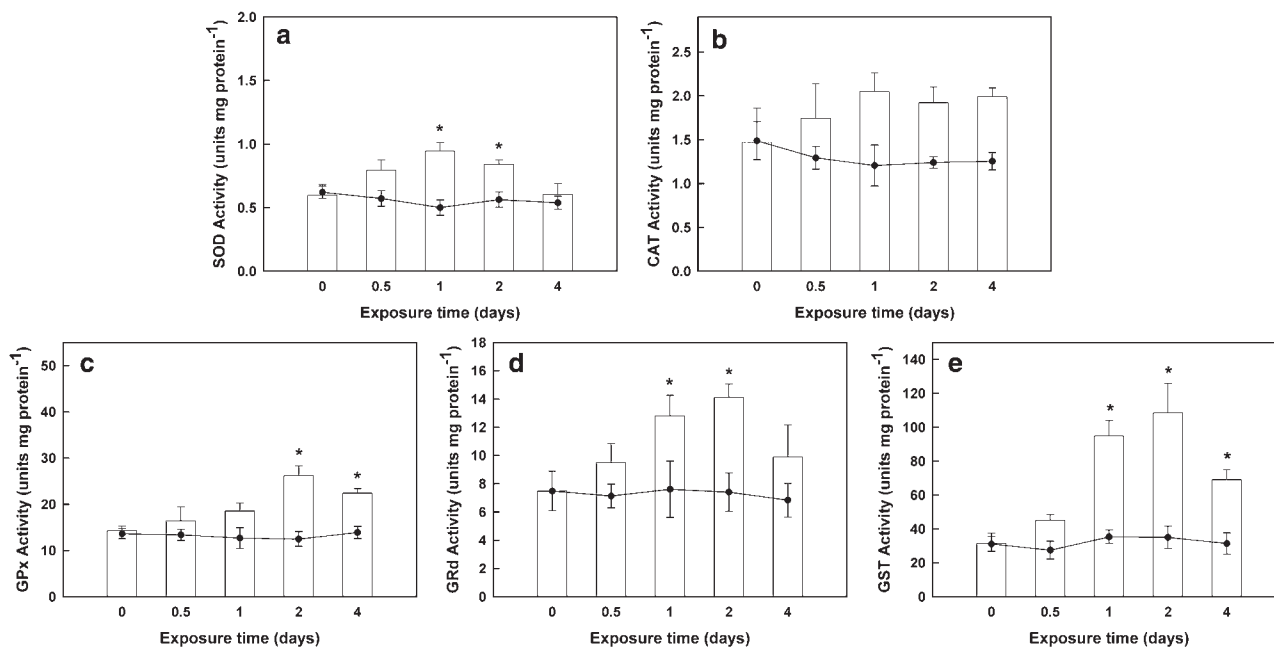 a
SOD Activity (units mg protein⁻¹)
2.0
1.5
1.0
0.5
0.0
* *
0 0.5 1 2 4
Exposure time (days)
b
CAT Activity (units mg protein⁻¹)
2.5
2.0
1.5
1.0
0.5
0.0
0 0.5 1 2 4
Exposure time (days)
c
GPx Activity (units mg protein⁻¹)
50
40
30
20
10
0
* *
0 0.5 1 2 4
Exposure time (days)
d
GRd Activity (units mg protein⁻¹)
18
16
14
12
10
8
6
4
2
0
* *
0 0.5 1 2 4
Exposure time (days)
e
GST Activity (units mg protein⁻¹)
140
120
100
80
60
40
20
0
* * *
0 0.5 1 2 4
Exposure time (days)